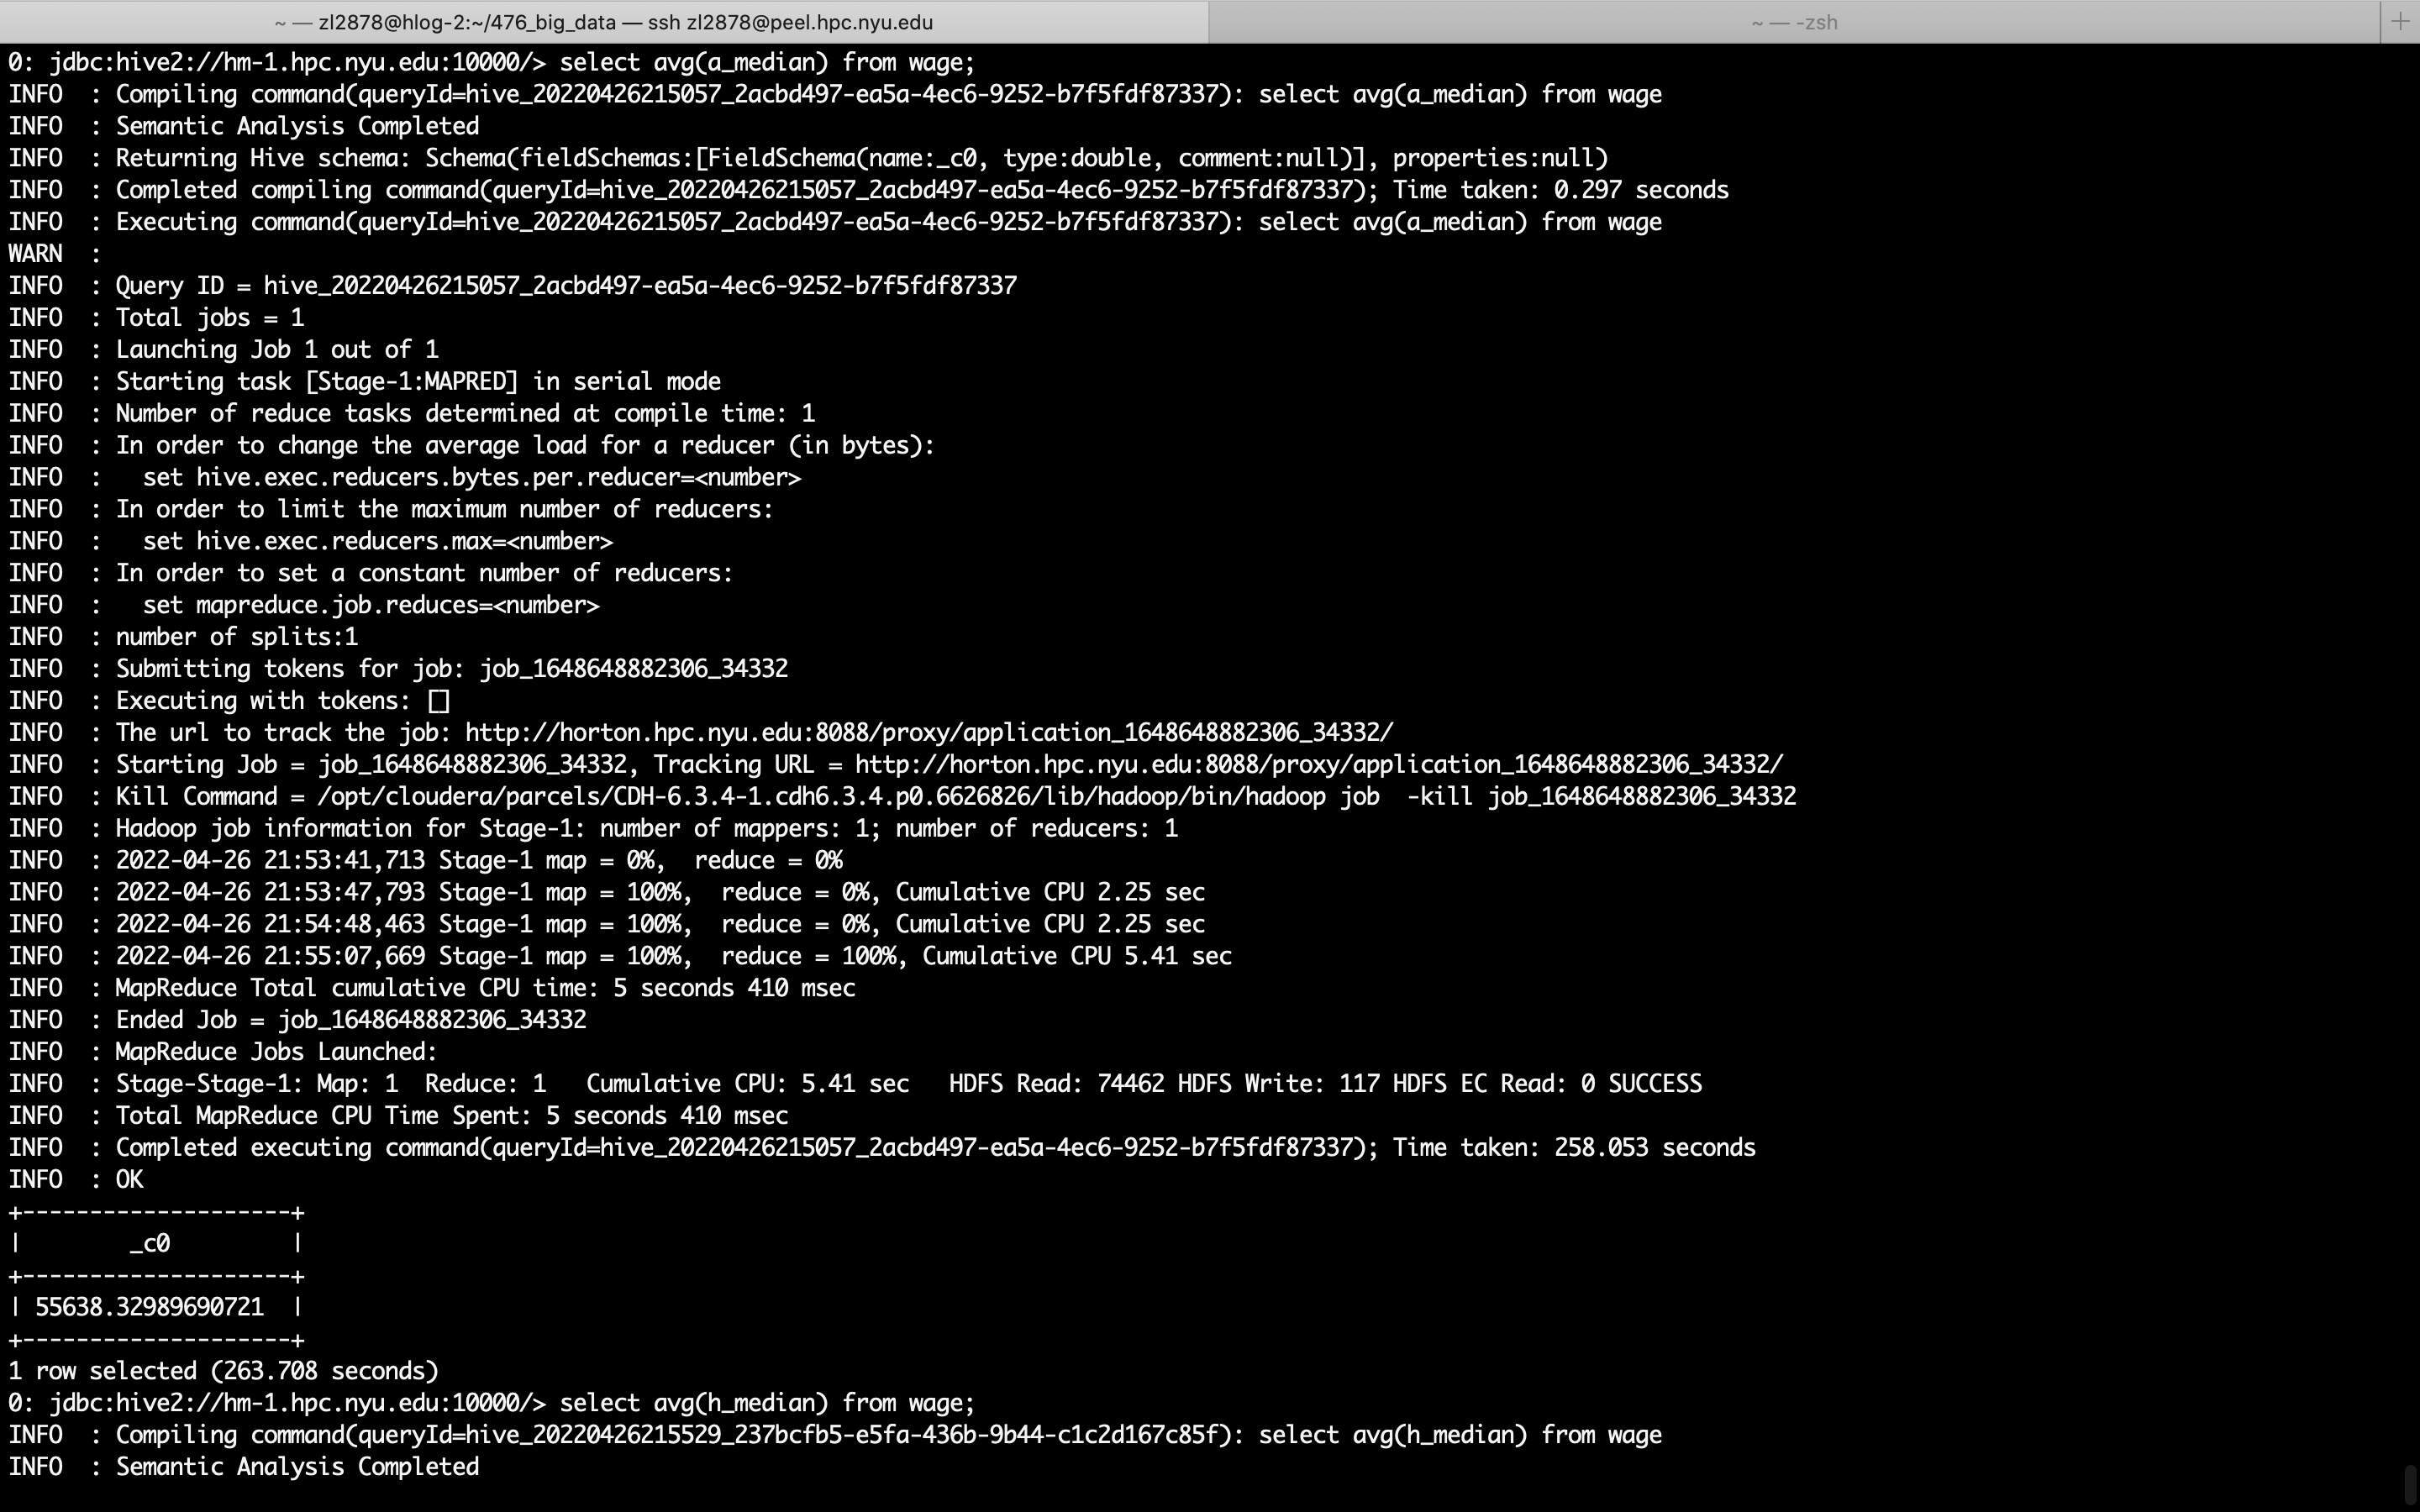 ~ — zl2878@hlog-2:~/476_big_data — ssh zl2878@peel.hpc.nyu.edu
~ — -zsh
+
0: jdbc:hive2://hm-1.hpc.nyu.edu:10000/> select avg(a_median) from wage;
INFO  : Compiling command(queryId=hive_20220426215057_2acbd497-ea5a-4ec6-9252-b7f5fdf87337): select avg(a_median) from wage
INFO  : Semantic Analysis Completed
INFO  : Returning Hive schema: Schema(fieldSchemas:[FieldSchema(name:_c0, type:double, comment:null)], properties:null)
INFO  : Completed compiling command(queryId=hive_20220426215057_2acbd497-ea5a-4ec6-9252-b7f5fdf87337); Time taken: 0.297 seconds
INFO  : Executing command(queryId=hive_20220426215057_2acbd497-ea5a-4ec6-9252-b7f5fdf87337): select avg(a_median) from wage
WARN  :
INFO  : Query ID = hive_20220426215057_2acbd497-ea5a-4ec6-9252-b7f5fdf87337
INFO  : Total jobs = 1
INFO  : Launching Job 1 out of 1
INFO  : Starting task [Stage-1:MAPRED] in serial mode
INFO  : Number of reduce tasks determined at compile time: 1
INFO  : In order to change the average load for a reducer (in bytes):
INFO  :   set hive.exec.reducers.bytes.per.reducer=<number>
INFO  : In order to limit the maximum number of reducers:
INFO  :   set hive.exec.reducers.max=<number>
INFO  : In order to set a constant number of reducers:
INFO  :   set mapreduce.job.reduces=<number>
INFO  : number of splits:1
INFO  : Submitting tokens for job: job_1648648882306_34332
INFO  : Executing with tokens: []
INFO  : The url to track the job: http://horton.hpc.nyu.edu:8088/proxy/application_1648648882306_34332/
INFO  : Starting Job = job_1648648882306_34332, Tracking URL = http://horton.hpc.nyu.edu:8088/proxy/application_1648648882306_34332/
INFO  : Kill Command = /opt/cloudera/parcels/CDH-6.3.4-1.cdh6.3.4.p0.6626826/lib/hadoop/bin/hadoop job  -kill job_1648648882306_34332
INFO  : Hadoop job information for Stage-1: number of mappers: 1; number of reducers: 1
INFO  : 2022-04-26 21:53:41,713 Stage-1 map = 0%,  reduce = 0%
INFO  : 2022-04-26 21:53:47,793 Stage-1 map = 100%,  reduce = 0%, Cumulative CPU 2.25 sec
INFO  : 2022-04-26 21:54:48,463 Stage-1 map = 100%,  reduce = 0%, Cumulative CPU 2.25 sec
INFO  : 2022-04-26 21:55:07,669 Stage-1 map = 100%,  reduce = 100%, Cumulative CPU 5.41 sec
INFO  : MapReduce Total cumulative CPU time: 5 seconds 410 msec
INFO  : Ended Job = job_1648648882306_34332
INFO  : MapReduce Jobs Launched:
INFO  : Stage-Stage-1: Map: 1  Reduce: 1   Cumulative CPU: 5.41 sec   HDFS Read: 74462 HDFS Write: 117 HDFS EC Read: 0 SUCCESS
INFO  : Total MapReduce CPU Time Spent: 5 seconds 410 msec
INFO  : Completed executing command(queryId=hive_20220426215057_2acbd497-ea5a-4ec6-9252-b7f5fdf87337); Time taken: 258.053 seconds
INFO  : OK
+--------------------+
|        _c0         |
+--------------------+
| 55638.32989690721  |
+--------------------+
1 row selected (263.708 seconds)
0: jdbc:hive2://hm-1.hpc.nyu.edu:10000/> select avg(h_median) from wage;
INFO  : Compiling command(queryId=hive_20220426215529_237bcfb5-e5fa-436b-9b44-c1c2d167c85f): select avg(h_median) from wage
INFO  : Semantic Analysis Completed